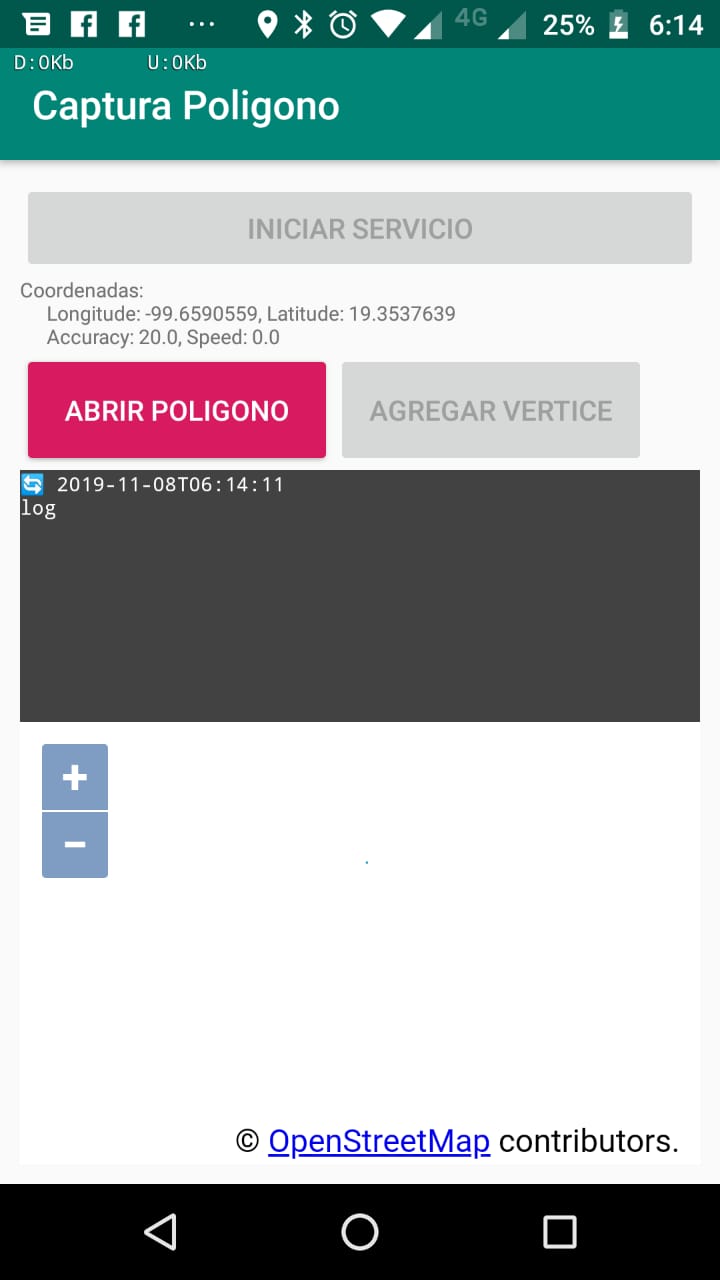 4G 25% 6:14
D:0Kb U:0Kb
Captura Poligono
INICIAR SERVICIO
Coordenadas:
Longitude: -99.6590559, Latitude: 19.3537639
Accuracy: 20.0, Speed: 0.0
ABRIR POLIGONO AGREGAR VERTICE
2019-11-08T06:14:11
log
+
−
© OpenStreetMap contributors.